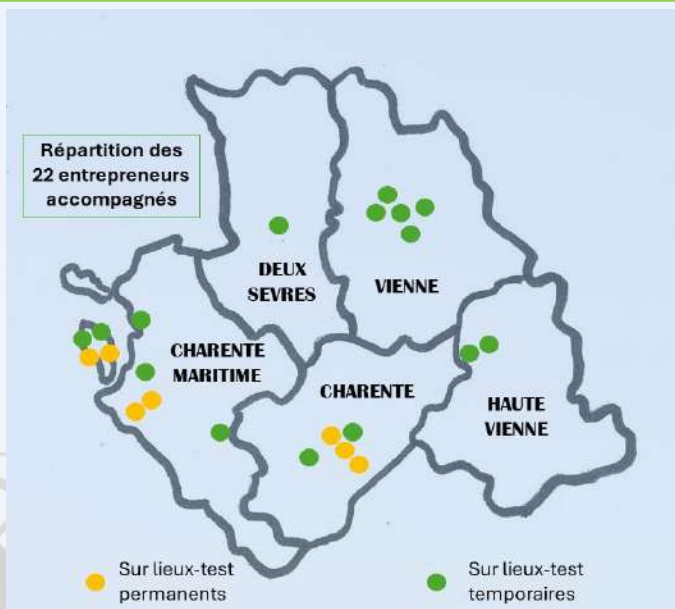 Répartition des
22 entrepreneurs
accompagnés
DEUX
SEVRES
VIENNE
CHARENTE
MARITIME
CHARENTE
HAUTE
VIENNE
Sur lieux-test
permanents
Sur lieux-test
temporaires